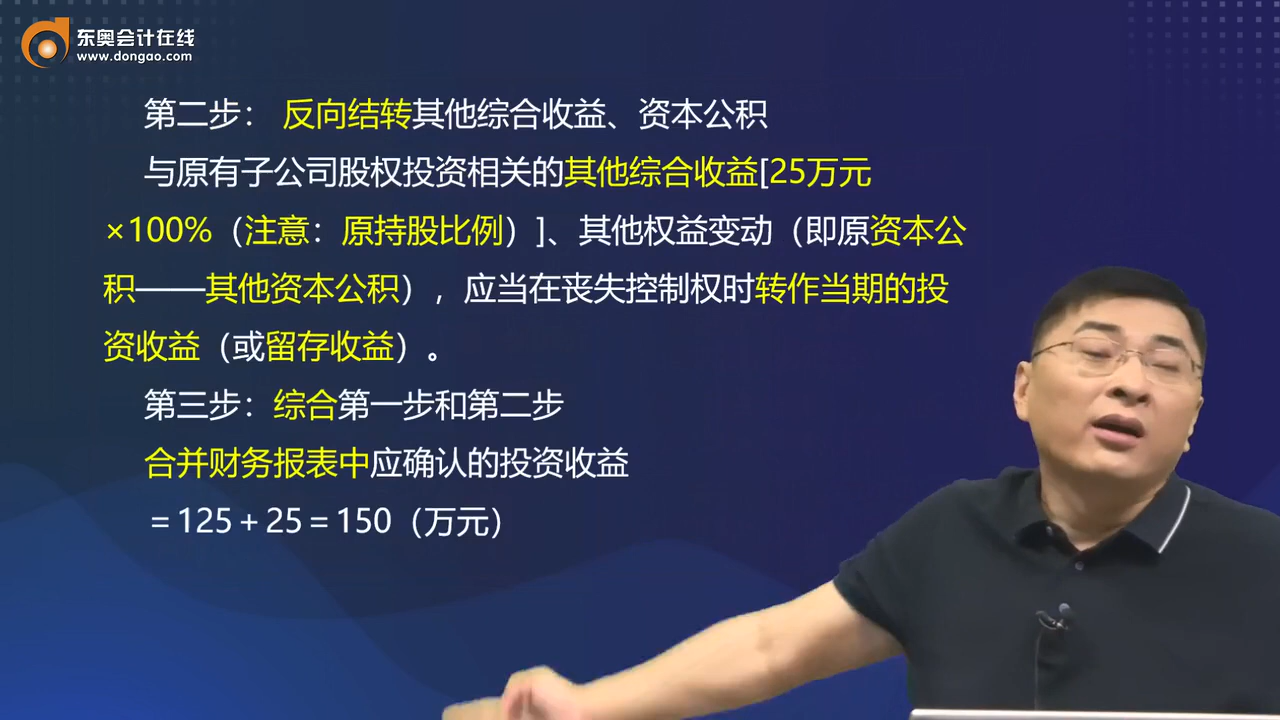 东奥会计在线
www.dongao.com
第二步： 反向结转其他综合收益、资本公积
与原有子公司股权投资相关的其他综合收益[25万元
×100%（注意：原持股比例）]、其他权益变动（即原资本公
积——其他资本公积），应当在丧失控制权时转作当期的投
资收益（或留存收益）。
第三步：综合第一步和第二步
合并财务报表中应确认的投资收益
＝125＋25＝150（万元）